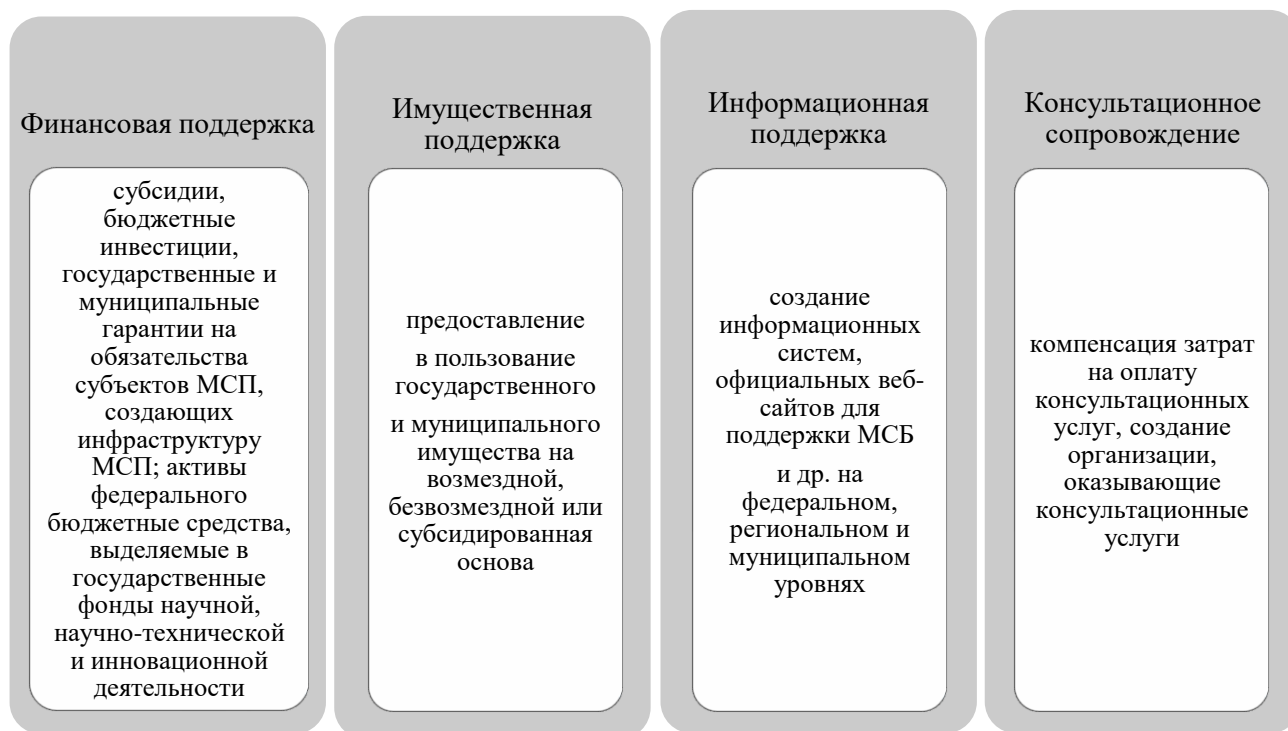 Финансовая поддержка
субсидии,
бюджетные
инвестиции,
государственные и
муниципальные
гарантии на
обязательства
субъектов МСП,
создающих
инфраструктуру
МСП; активы
федерального
бюджетные средства,
выделяемые в
государственные
фонды научной,
научно-технической
и инновационной
деятельности
Имущественная
поддержка
предоставление
в пользование
государственного
и муниципального
имущества на
возмездной,
безвозмездной или
субсидированная
основа
Информационная
поддержка
создание
информационных
систем,
официальных веб-
сайтов для
поддержки МСБ
и др. на
федеральном,
региональном и
муниципальном
уровнях
Консультационное
сопровождение
компенсация затрат
на оплату
консультационных
услуг, создание
организации,
оказывающие
консультационные
услуги